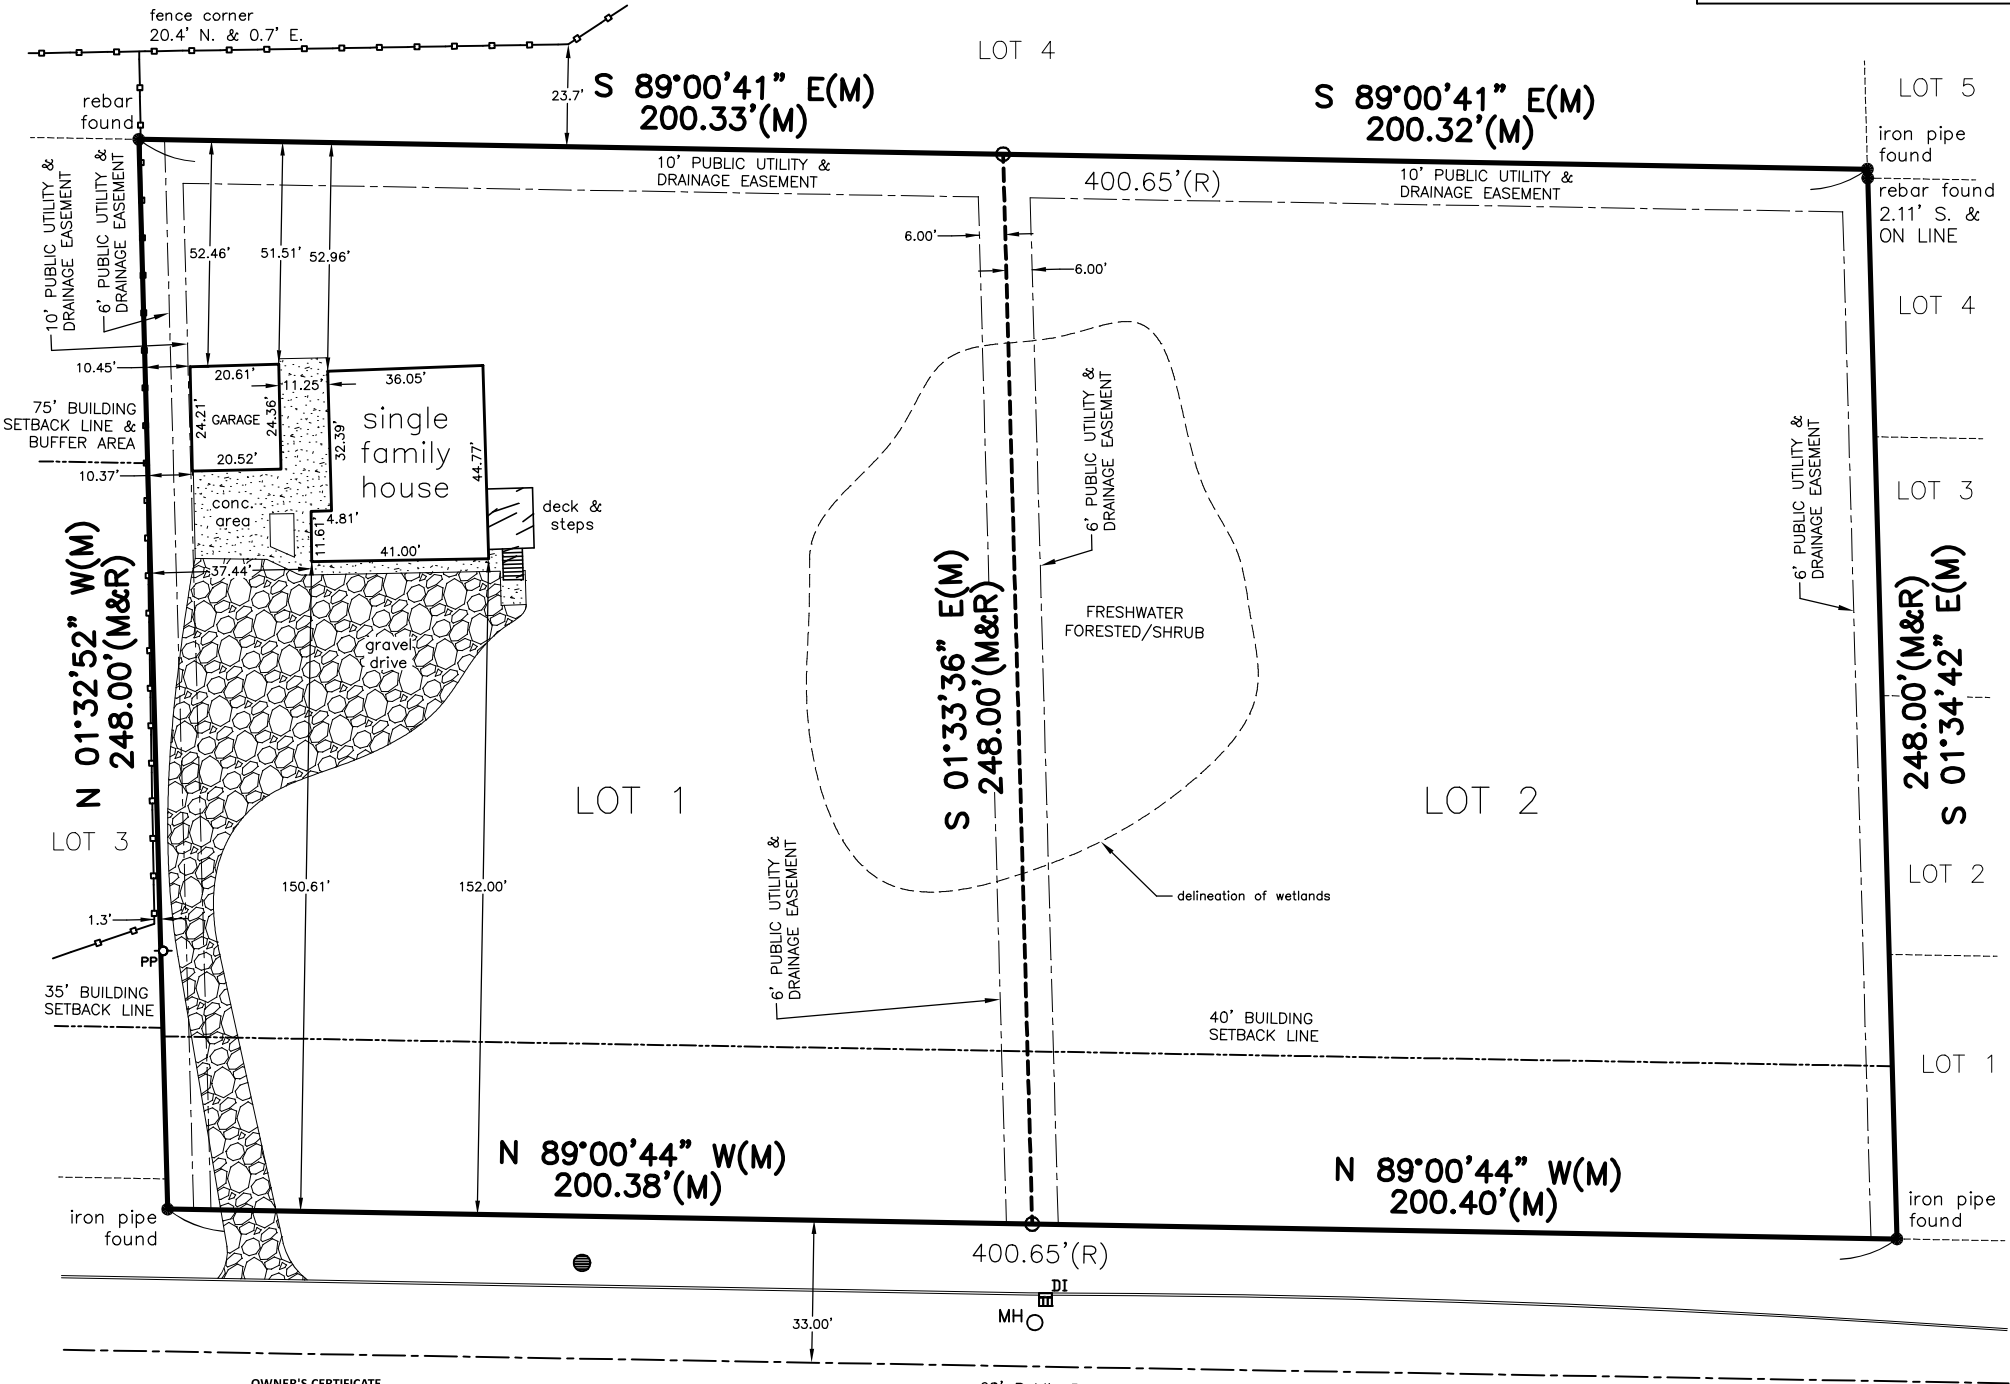 fence corner
20.4' N. & 0.7' E.
LOT 4
23.7'
S 89°00'41" E(M)
200.33'(M)
S 89°00'41" E(M)
200.32'(M)
LOT 5
rebar
found
iron pipe
found
10' PUBLIC UTILITY &
DRAINAGE EASEMENT
400.65'(R)
10' PUBLIC UTILITY &
DRAINAGE EASEMENT
rebar found
2.11' S. &
ON LINE
10' PUBLIC UTILITY &
DRAINAGE EASEMENT
6' PUBLIC UTILITY &
DRAINAGE EASEMENT
52.46'
51.51'
52.96'
6.00'
6.00'
LOT 4
10.45'
20.61'
11.25'
36.05'
75' BUILDING
SETBACK LINE &
BUFFER AREA
24.21'
GARAGE
24.36'
32.39'
single
family
house
44.77'
20.52'
10.37'
conc.
area
4.81'
11.61'
41.00'
deck &
steps
37.44'
6' PUBLIC UTILITY &
DRAINAGE EASEMENT
6' PUBLIC UTILITY &
DRAINAGE EASEMENT
LOT 3
N 01°32'52" W(M)
248.00'(M&R)
gravel
drive
S 01°33'36" E(M)
248.00'(M&R)
FRESHWATER
FORESTED/SHRUB
248.00'(M&R)
S 01°34'42" E(M)
LOT 1
LOT 2
LOT 3
150.61'
152.00'
6' PUBLIC UTILITY &
DRAINAGE EASEMENT
delineation of wetlands
LOT 2
1.3'
PP
35' BUILDING
SETBACK LINE
40' BUILDING
SETBACK LINE
LOT 1
N 89°00'44" W(M)
200.38'(M)
N 89°00'44" W(M)
200.40'(M)
iron pipe
found
iron pipe
found
400.65'(R)
DI
MH
33.00'
OWNER'S CERTIFICATE